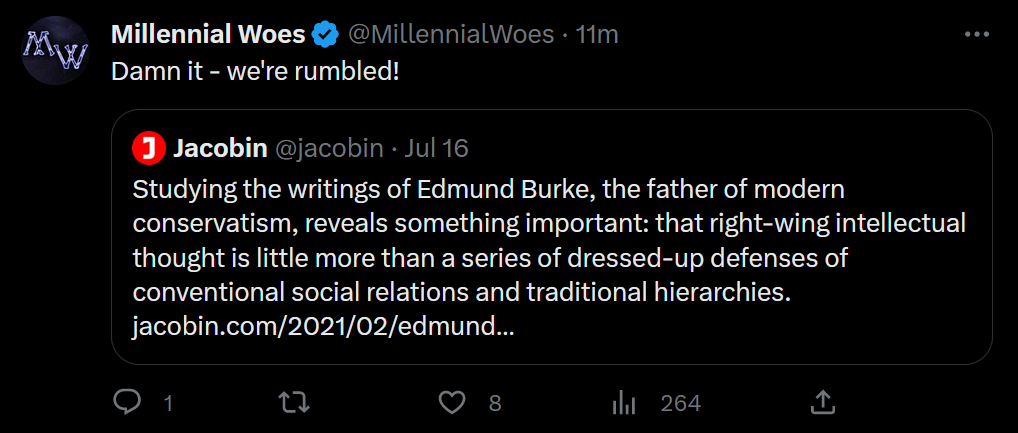 Millennial Woes @MillennialWoes · 11m
Damn it - we're rumbled!
Jacobin @jacobin · Jul 16
Studying the writings of Edmund Burke, the father of modern
conservatism, reveals something important: that right-wing intellectual
thought is little more than a series of dressed-up defenses of
conventional social relations and traditional hierarchies.
jacobin.com/2021/02/edmund...
1 8 264